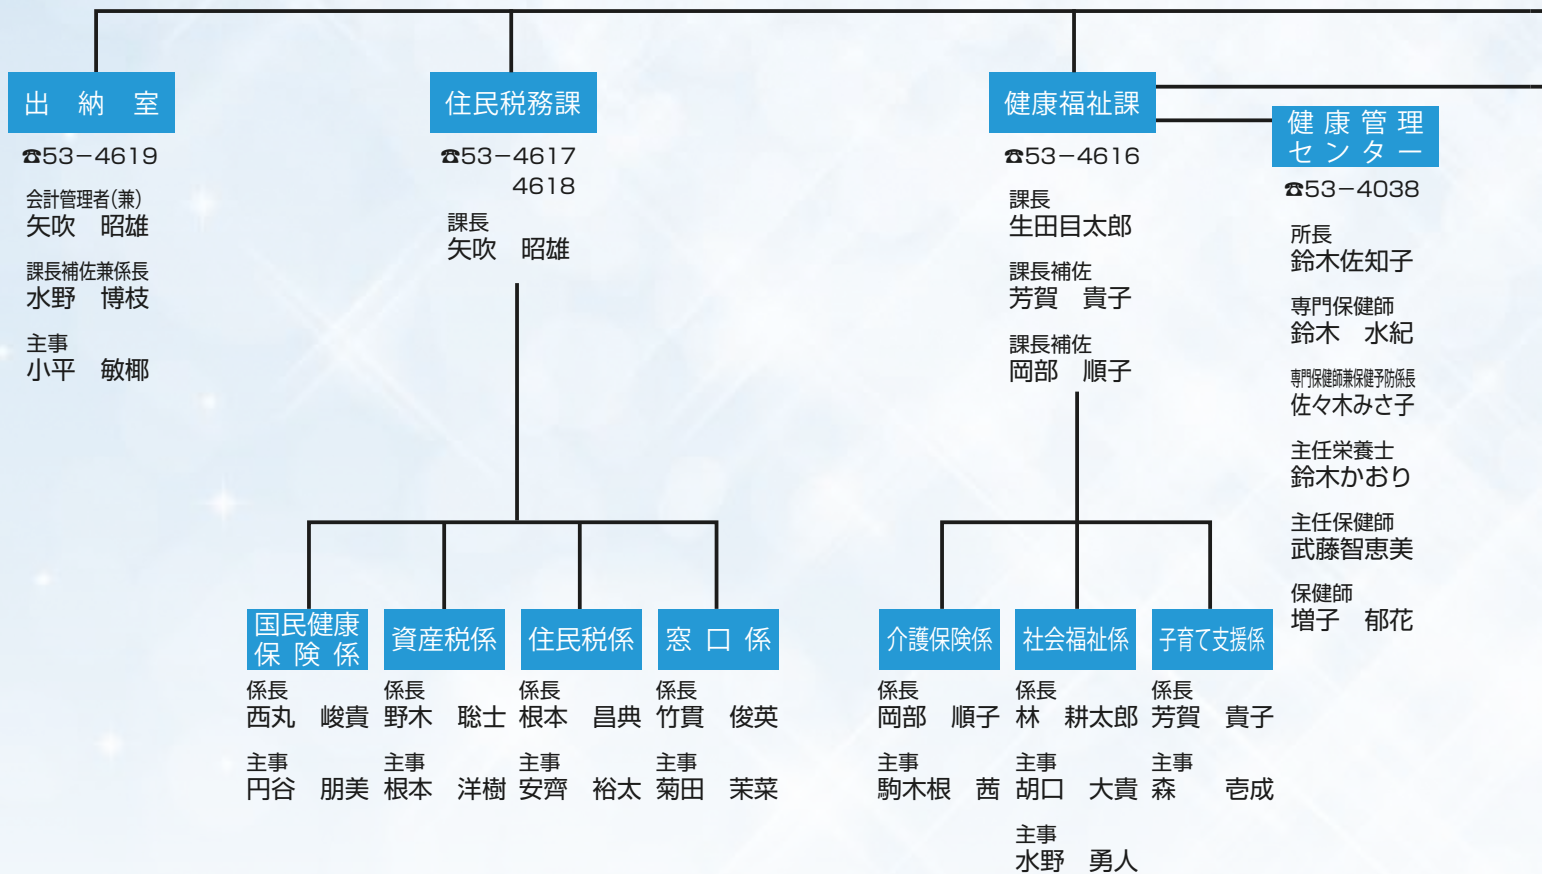 出納室
☎53−4619
会計管理者(兼)
矢吹　昭雄
課長補佐兼係長
水野　博枝
主事
小平　敏椰
住民税務課
☎53−4617
4618
課長
矢吹　昭雄
国民健康
保険係
係長
西丸　峻貴
主事
円谷　朋美
資産税係
係長
野木　聡士
主事
根本　洋樹
住民税係
係長
根本　昌典
主事
安齊　裕太
窓口係
係長
竹貫　俊英
主事
菊田　茉菜
健康福祉課
☎53−4616
課長
生田目太郎
課長補佐
芳賀　貴子
課長補佐
岡部　順子
介護保険係
係長
岡部　順子
主事
駒木根　茜
社会福祉係
係長
林　耕太郎
主事
胡口　大貴
主事
水野　勇人
子育て支援係
係長
芳賀　貴子
主事
森　壱成
健康管理
センター
☎53−4038
所長
鈴木佐知子
専門保健師
鈴木　水紀
専門保健師兼保健予防係長
佐々木みさ子
主任栄養士
鈴木かおり
主任保健師
武藤智恵美
保健師
増子　郁花